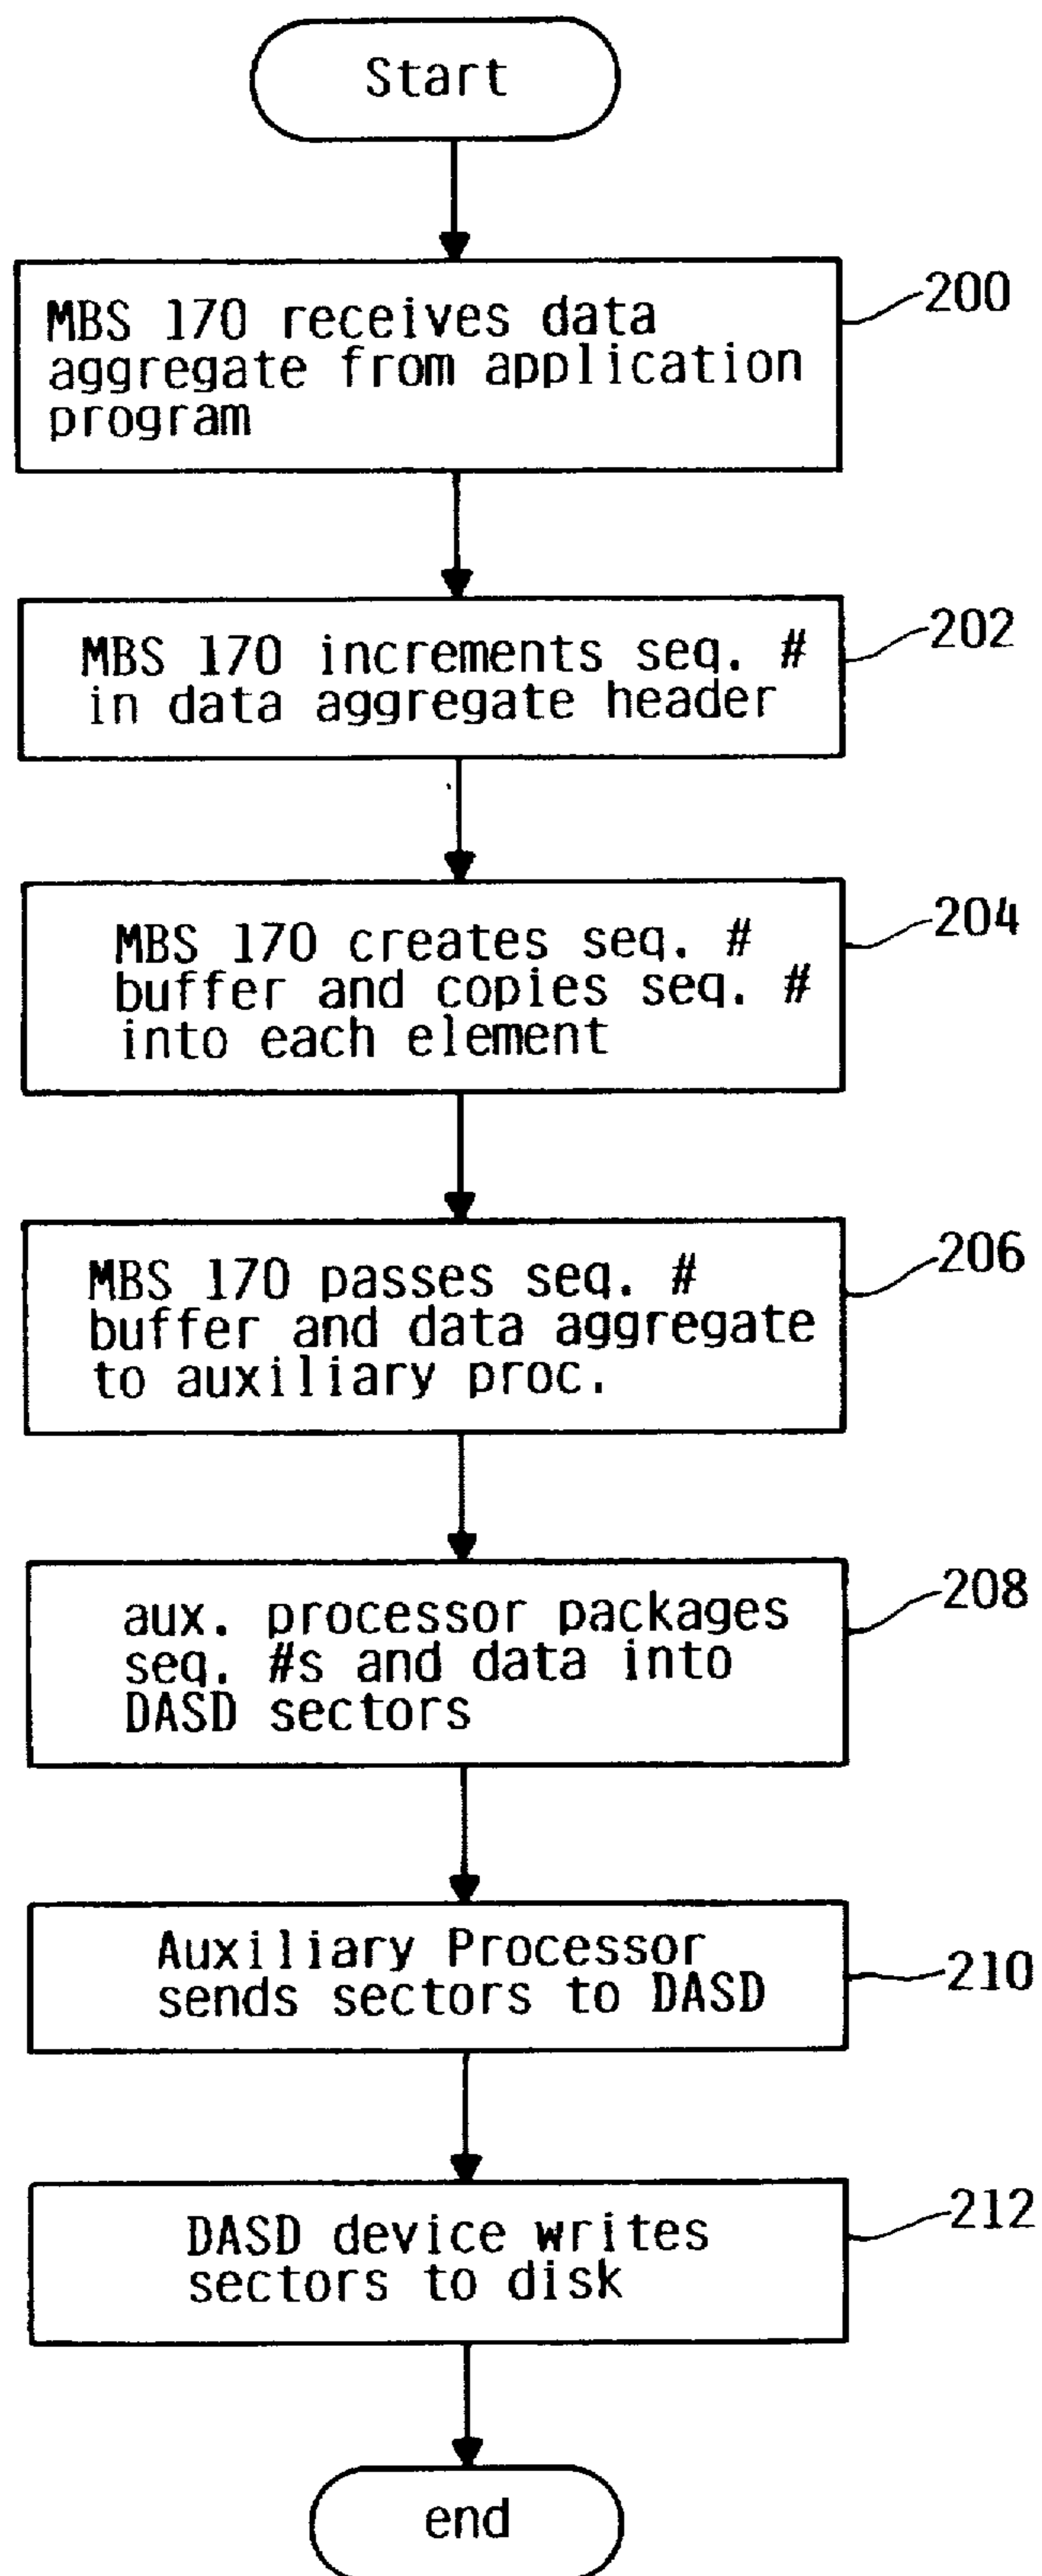 Start
MBS 170 receives data
aggregate from application
program
200
MBS 170 increments seq. #
in data aggregate header
202
MBS 170 creates seq. #
buffer and copies seq. #
into each element
204
MBS 170 passes seq. #
buffer and data aggregate
to auxiliary proc.
206
aux. processor packages
seq. #s and data into
DASD sectors
208
Auxiliary Processor
sends sectors to DASD
210
DASD device writes
sectors to disk
212
end